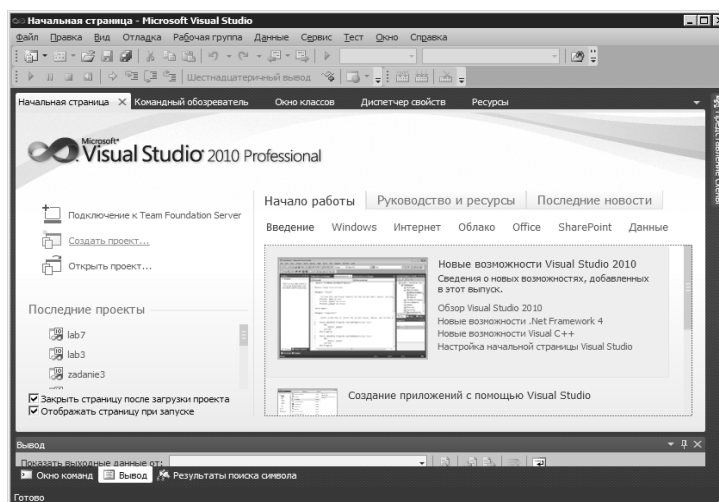 Начальная страница - Microsoft Visual Studio
Файл Правка Вид Отладка Рабочая группа Данные Сервис Тест Окно Справка
Шестнадцатеричный вывод
Начальная страница Командный обозреватель Окно классов Диспетчер свойств Ресурсы
Представление схемы
Microsoft
Visual Studio 2010 Professional
Подключение к Team Foundation Server
Создать проект...
Открыть проект...
Последние проекты
lab7
lab3
zadanie3
Закрыть страницу после загрузки проекта
Отображать страницу при запуске
Начало работы Руководство и ресурсы Последние новости
Введение Windows Интернет Облако Office SharePoint Данные
Новые возможности Visual Studio 2010
Сведения о новых возможностях, добавленных
в этот выпуск.
Обзор Visual Studio 2010
Новые возможности .Net Framework 4
Новые возможности Visual C++
Настройка начальной страницы Visual Studio
Создание приложений с помощью Visual Studio
Вывод
Показать выходные данные от:
Окно команд Вывод Результаты поиска символа
Готово